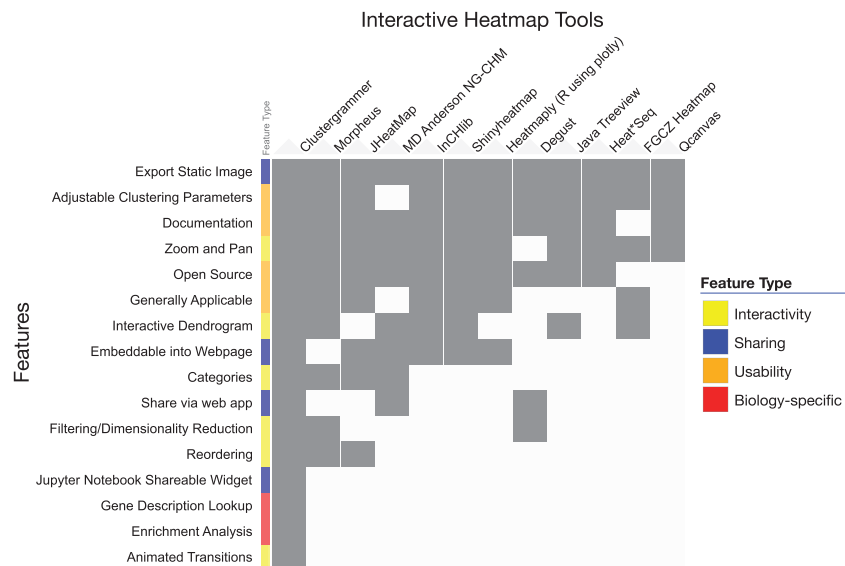 Interactive Heatmap Tools
Feature Type
Clustergrammer
Morpheus
JHeatMap
MD Anderson NG-CHM
InCHlib
Shinyheatmap
Heatmaply (R using plotly)
Degust
Java Treeview
Heat*Seq
FGCZ Heatmap
Qcanvas
Features
Export Static Image
Adjustable Clustering Parameters
Documentation
Zoom and Pan
Open Source
Generally Applicable
Interactive Dendrogram
Embeddable into Webpage
Categories
Share via web app
Filtering/Dimensionality Reduction
Reordering
Jupyter Notebook Shareable Widget
Gene Description Lookup
Enrichment Analysis
Animated Transitions
Feature Type
Interactivity
Sharing
Usability
Biology-specific